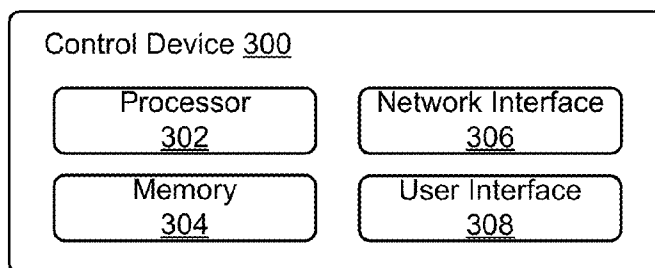 Control Device 300
Processor
302
Network Interface
306
Memory
304
User Interface
308